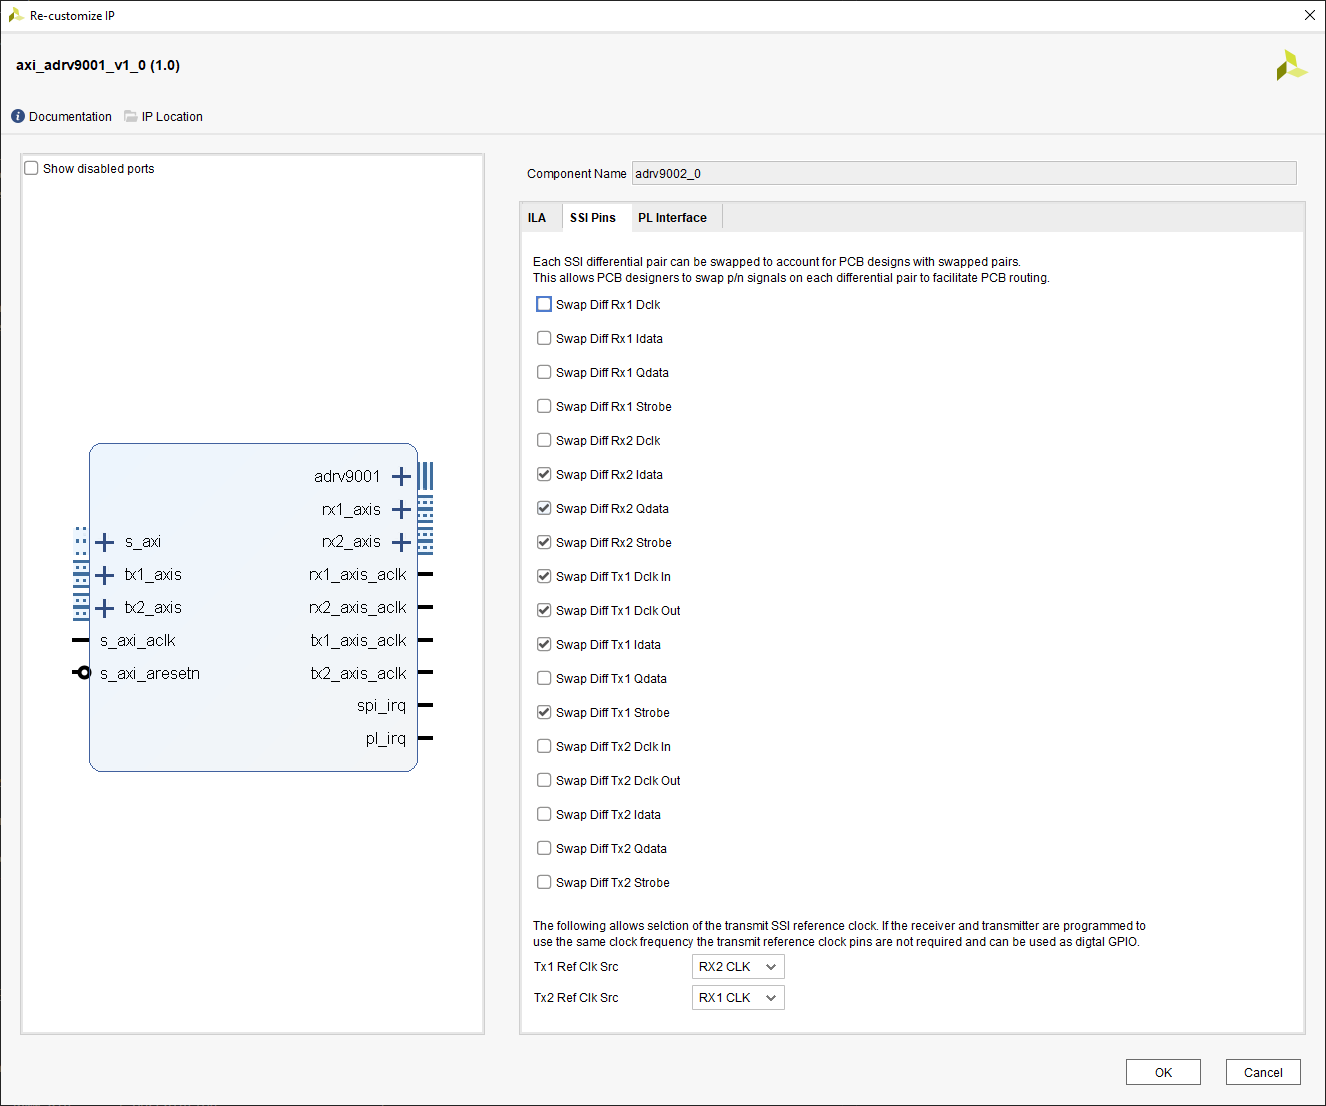 Re-customize IP
axi_adrv9001_v1_0 (1.0)
Documentation
IP Location
Show disabled ports
adrv9001
rx1_axis
s_axi
rx2_axis
tx1_axis
rx1_axis_aclk
tx2_axis
rx2_axis_aclk
s_axi_aclk
tx1_axis_aclk
s_axi_aresetn
tx2_axis_aclk
spi_irq
pl_irq
Component Name
adrv9002_0
ILA
SSI Pins
PL Interface
Each SSI differential pair can be swapped to account for PCB designs with swapped pairs.
This allows PCB designers to swap p/n signals on each differential pair to facilitate PCB routing.
Swap Diff Rx1 Dclk
Swap Diff Rx1 Idata
Swap Diff Rx1 Qdata
Swap Diff Rx1 Strobe
Swap Diff Rx2 Dclk
Swap Diff Rx2 Idata
Swap Diff Rx2 Qdata
Swap Diff Rx2 Strobe
Swap Diff Tx1 Dclk In
Swap Diff Tx1 Dclk Out
Swap Diff Tx1 Idata
Swap Diff Tx1 Qdata
Swap Diff Tx1 Strobe
Swap Diff Tx2 Dclk In
Swap Diff Tx2 Dclk Out
Swap Diff Tx2 Idata
Swap Diff Tx2 Qdata
Swap Diff Tx2 Strobe
The following allows selction of the transmit SSI reference clock. If the receiver and transmitter are programmed to
use the same clock frequency the transmit reference clock pins are not required and can be used as digtal GPIO.
Tx1 Ref Clk Src
RX2 CLK
Tx2 Ref Clk Src
RX1 CLK
OK
Cancel